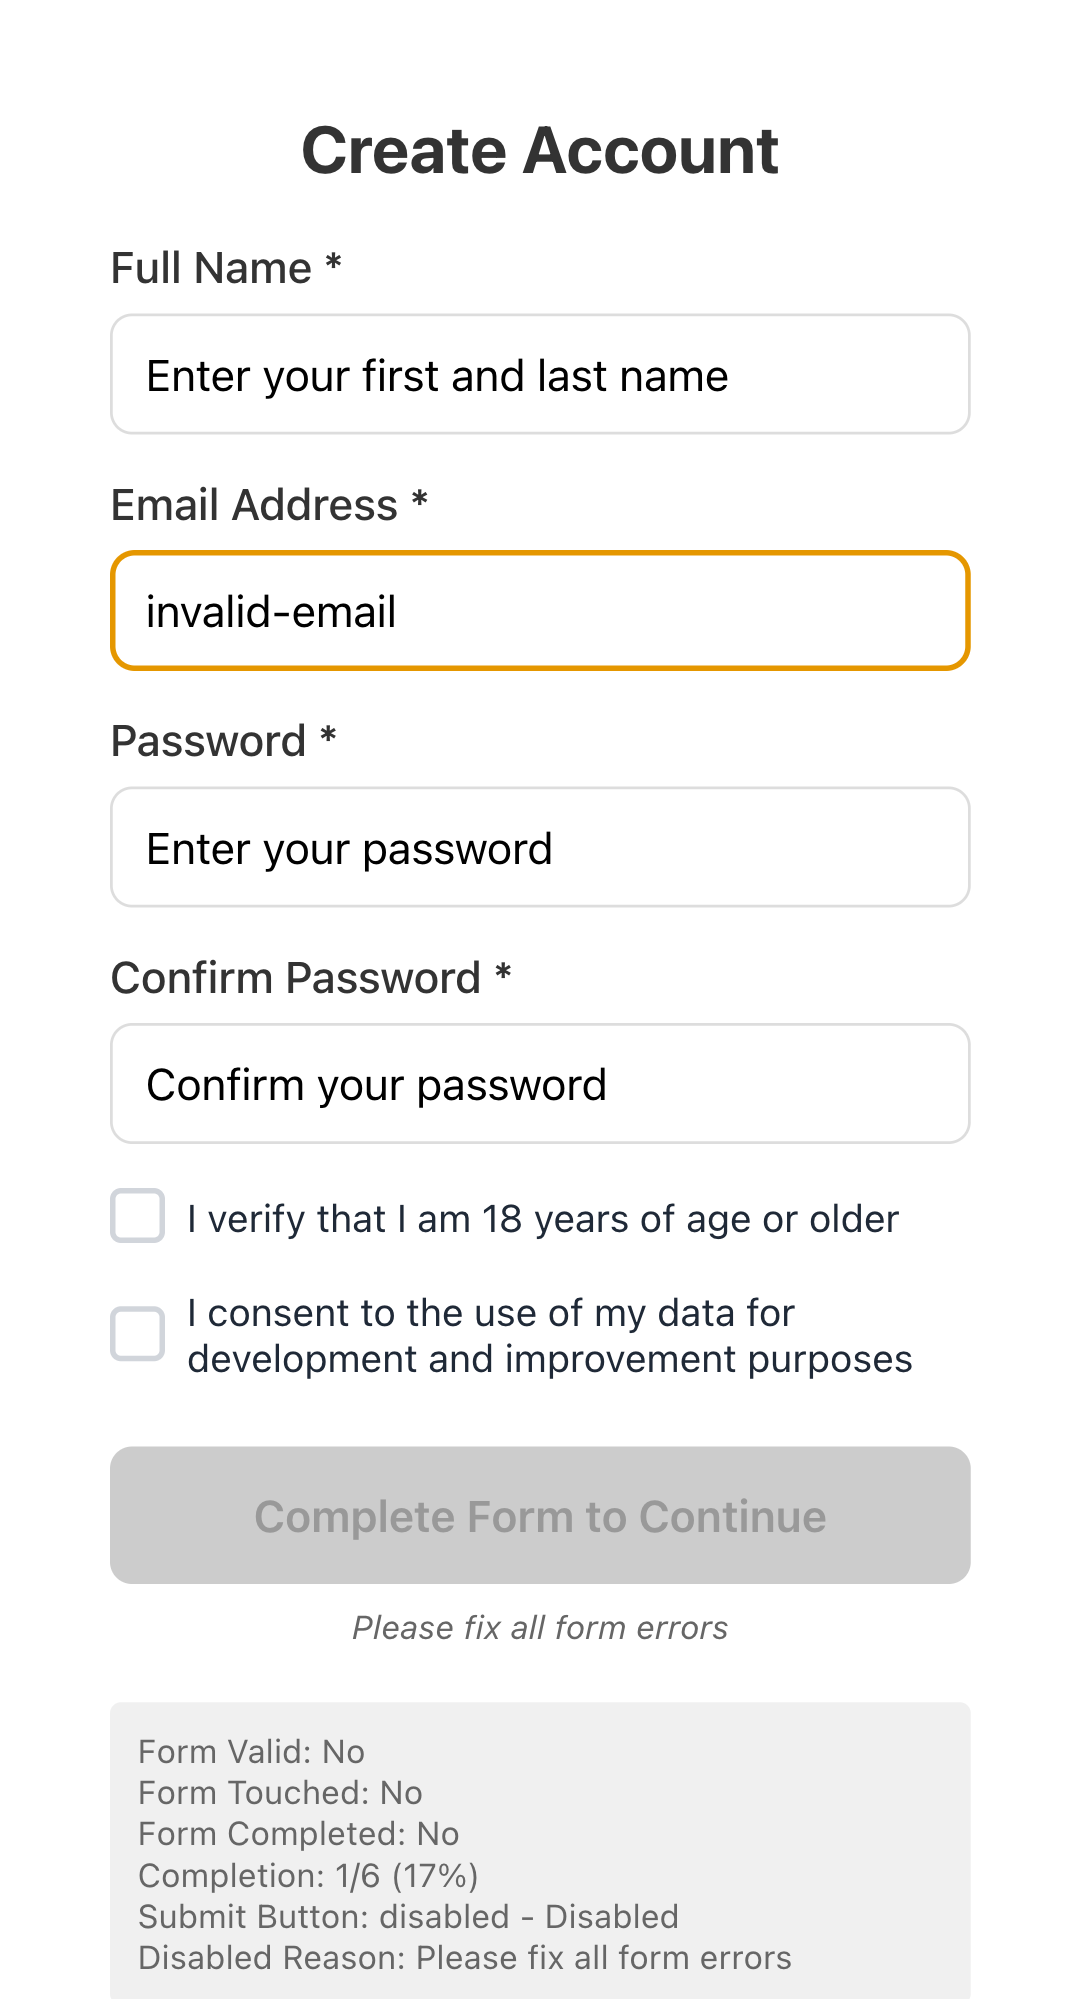 Create Account
Full Name *
Enter your first and last name
Email Address *
invalid-email
Password *
Enter your password
Confirm Password *
Confirm your password
I verify that I am 18 years of age or older
I consent to the use of my data for
development and improvement purposes
Complete Form to Continue
Please fix all form errors
Form Valid: No
Form Touched: No
Form Completed: No
Completion: 1/6 (17%)
Submit Button: disabled - Disabled
Disabled Reason: Please fix all form errors